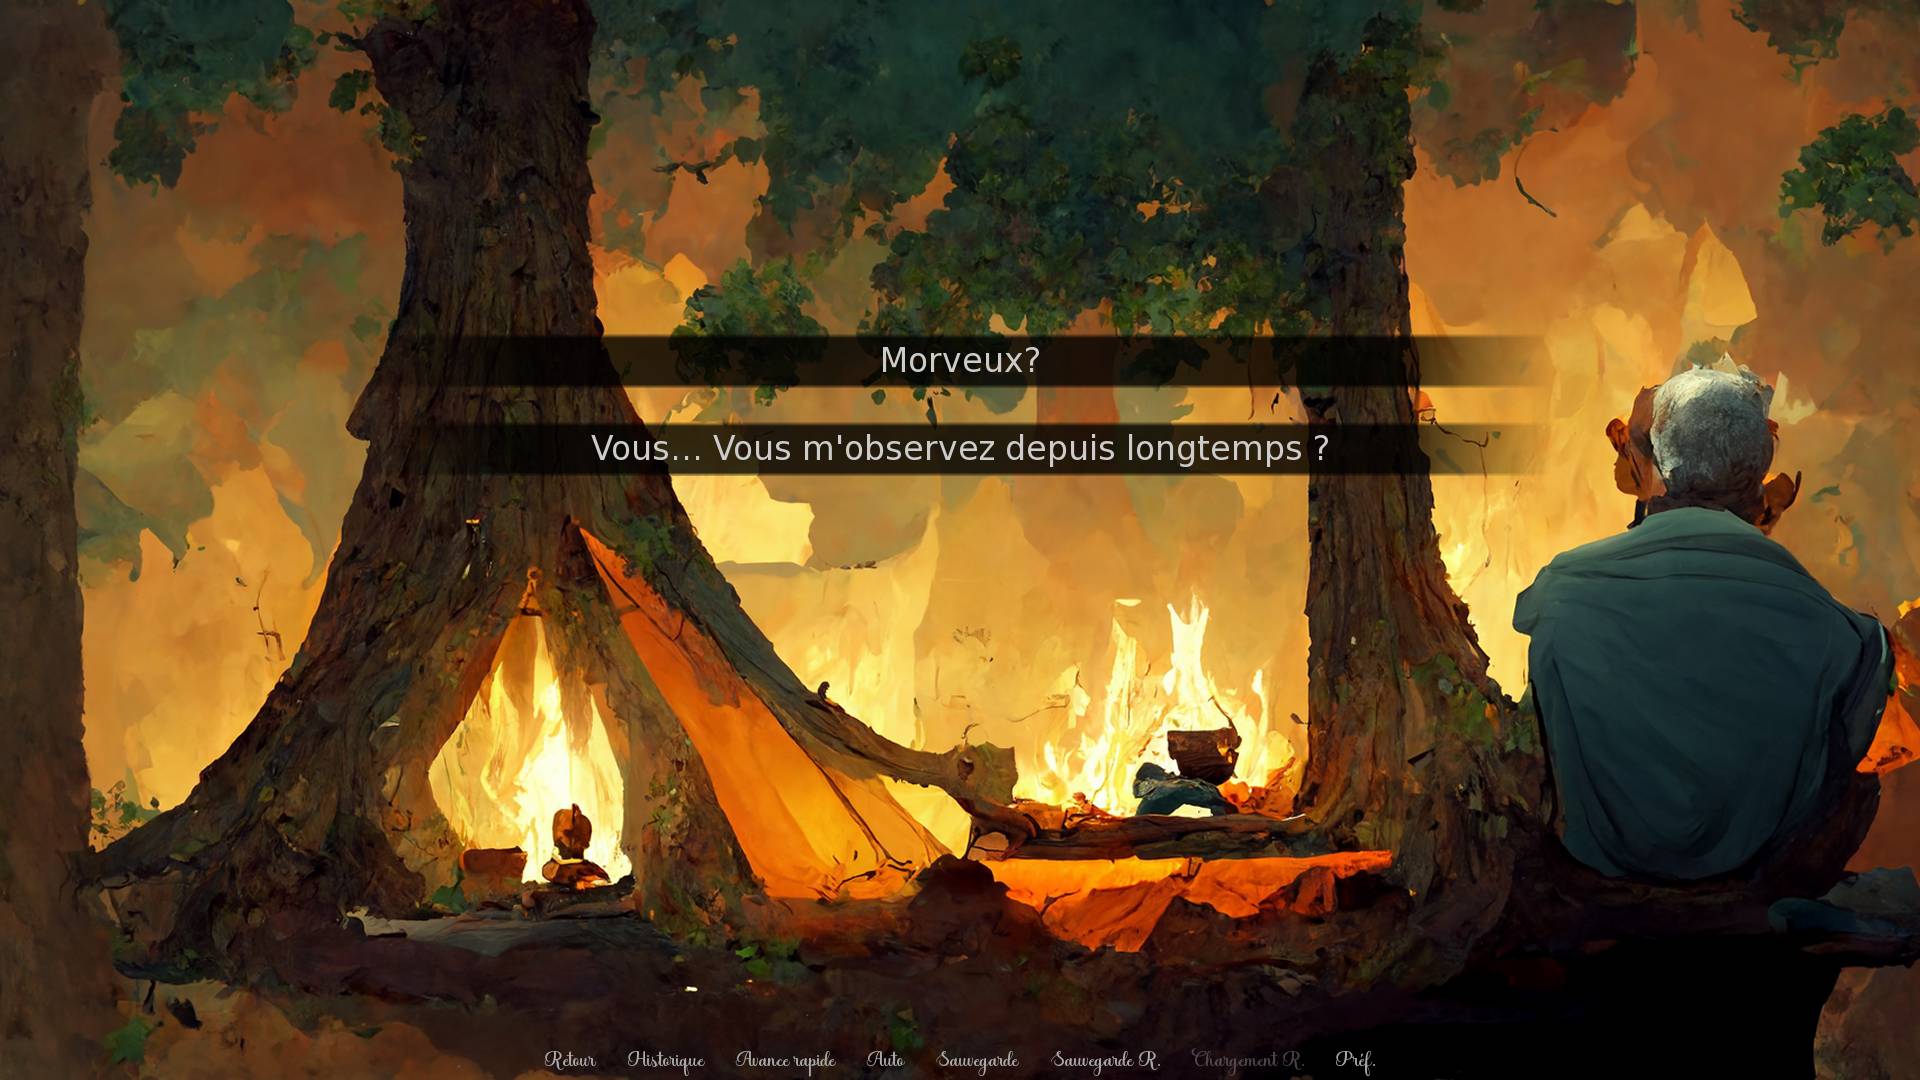 Morveux?
Vous... Vous m'observez depuis longtemps ?
Retour Historique Avance rapide Auto Sauvegarde Sauvegarde R. Chargement R. Préf.